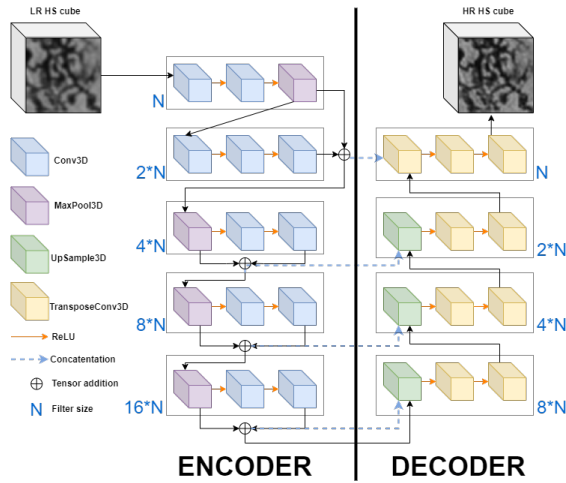 LR HS cube
HR HS cube
N
2*N
4*N
8*N
16*N
N
2*N
4*N
8*N
Conv3D
MaxPool3D
UpSample3D
TransposeConv3D
ReLU
Concatentation
Tensor addition
N Filter size
ENCODER
DECODER